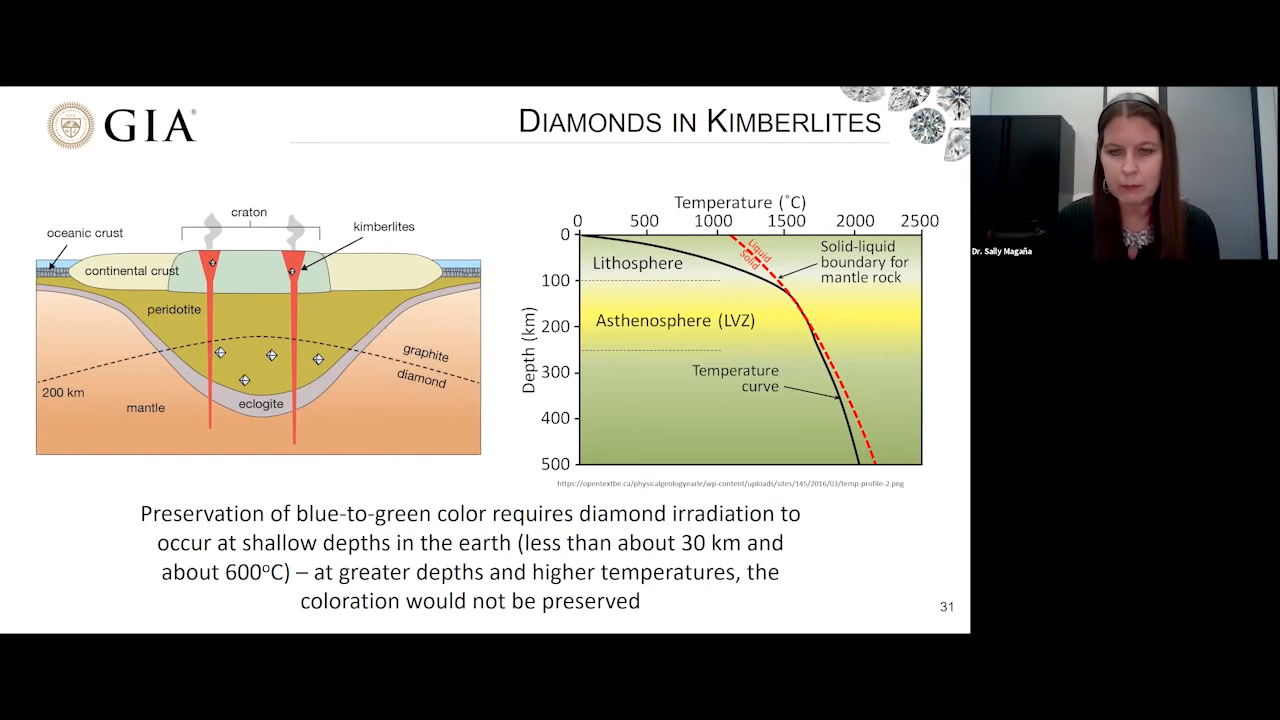 GIA®
DIAMONDS IN KIMBERLITES
craton
kimberlites
oceanic crust
continental crust
peridotite
graphite
diamond
200 km
mantle
eclogite
Temperature (˚C)
0 500 1000 1500 2000 2500
Depth (km)
0
100
200
300
400
500
Liquid
Solid
Solid-liquid
boundary for
mantle rock
Lithosphere
Asthenosphere (LVZ)
Temperature
curve
https://opentextbc.ca/physicalgeologyearle/wp-content/uploads/sites/145/2016/03/temp-profile-2.png
Preservation of blue-to-green color requires diamond irradiation to
occur at shallow depths in the earth (less than about 30 km and
about 600°C) – at greater depths and higher temperatures, the
coloration would not be preserved
31
Dr. Sally Magaña